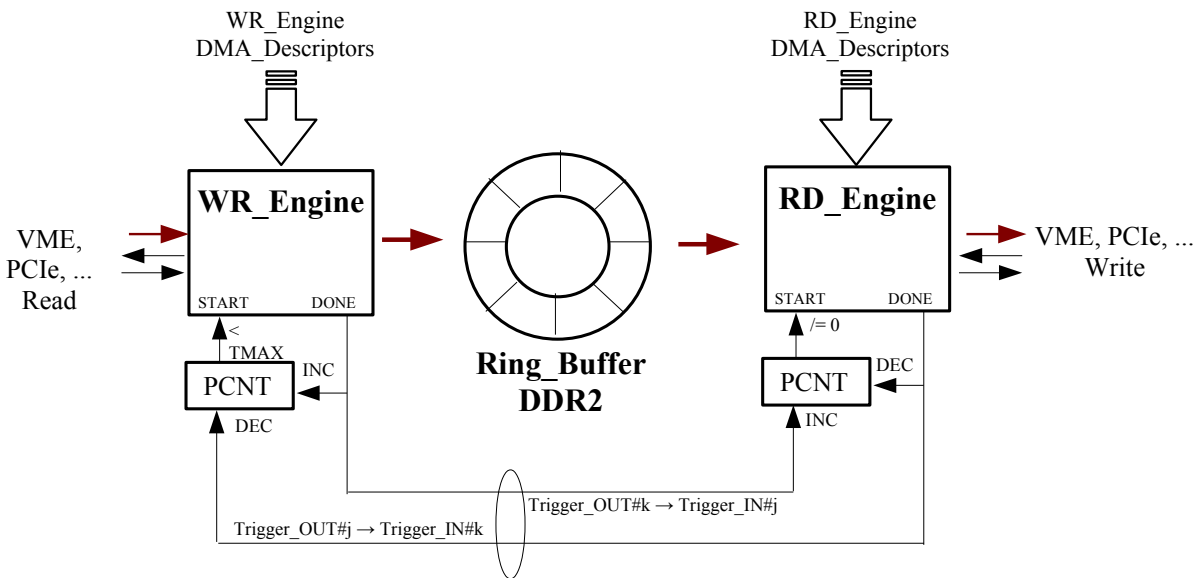 WR_Engine
DMA_Descriptors
RD_Engine
DMA_Descriptors
WR_Engine
RD_Engine
VME,
PCIe, ...
Read
VME, PCIe, ...
Write
START
DONE
START
DONE
<
TMAX
/= 0
PCNT
INC
DEC
PCNT
DEC
INC
Ring_Buffer
DDR2
Trigger_OUT#k → Trigger_IN#j
Trigger_OUT#j → Trigger_IN#k